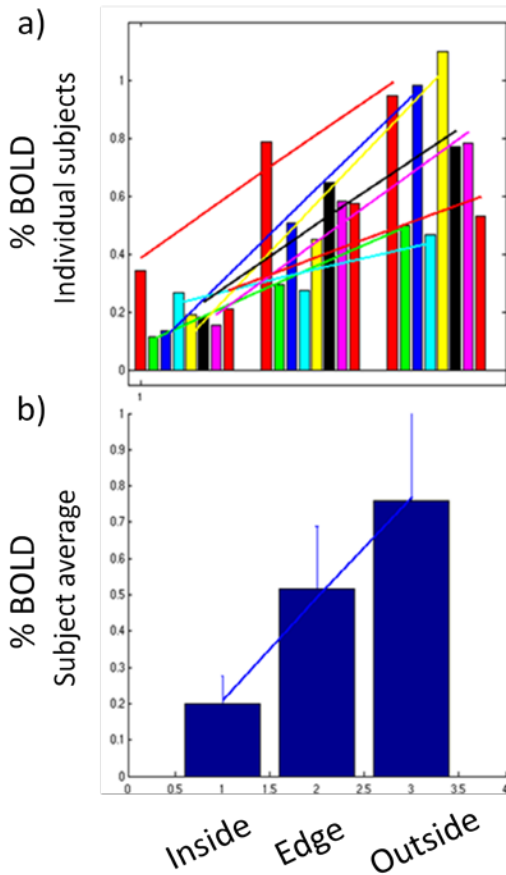 a)
% BOLD
Individual subjects
1
0.8
0.6
0.4
0.2
0
1
b)
% BOLD
Subject average
1
0.9
0.8
0.7
0.6
0.5
0.4
0.3
0.2
0.1
0
0 0.5 1 1.5 2 2.5 3 3.5 4
Inside Edge Outside